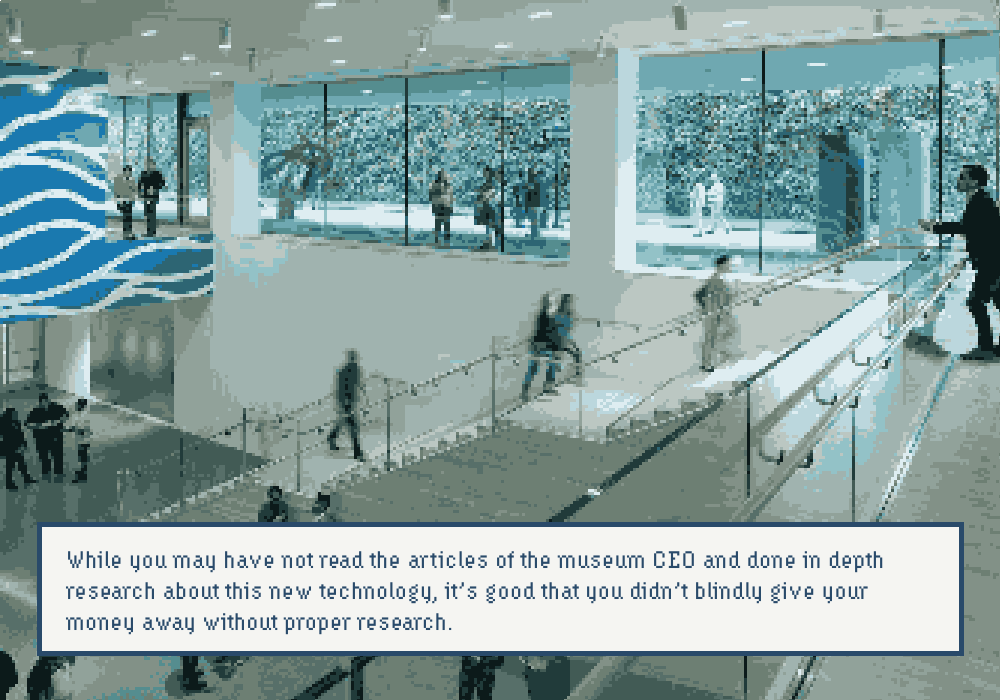 While you may have not read the articles of the museum CEO and done in depth
research about this new technology, it's good that you didn't blindly give your
money away without proper research.